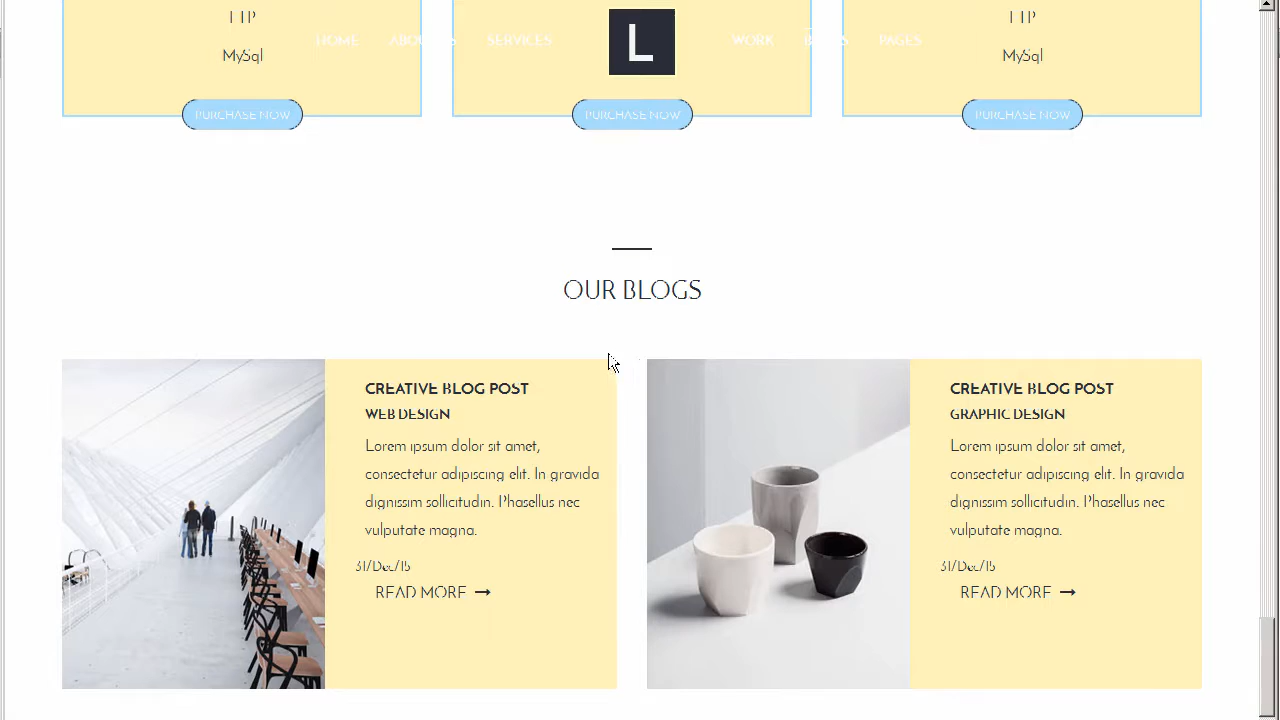 MySql
MySql
HOME
SERVICES
L
WORK
PAGES
PURCHASE NOW
PURCHASE NOW
PURCHASE NOW
OUR BLOGS
CREATIVE BLOG POST
WEB DESIGN
Lorem ipsum dolor sit amet,
consectetur adipiscing elit. In gravida
dignissim sollicitudin. Phasellus nec
vulputate magna.
31/Dec/15
READ MORE
CREATIVE BLOG POST
GRAPHIC DESIGN
Lorem ipsum dolor sit amet,
consectetur adipiscing elit. In gravida
dignissim sollicitudin. Phasellus nec
vulputate magna.
31/Dec/15
READ MORE